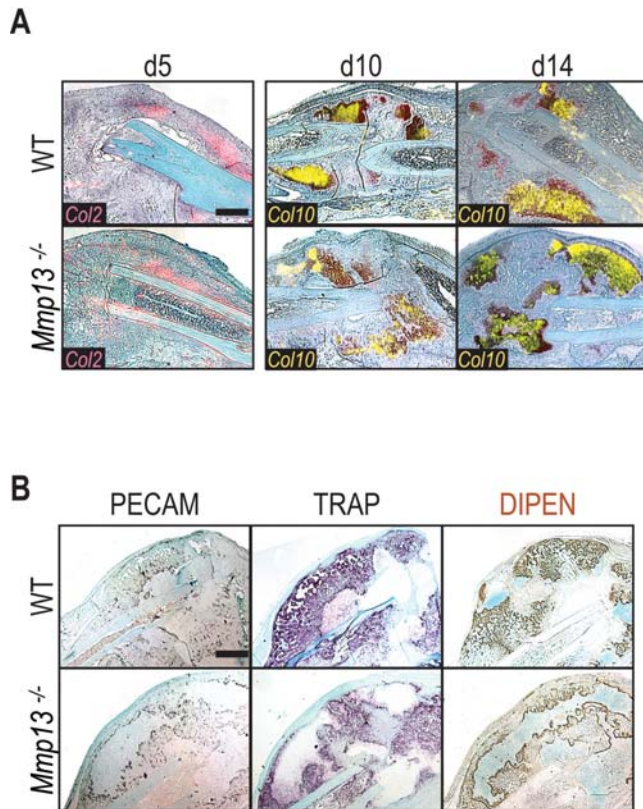 A
d5 d10 d14
WT
Col2 Col10 Col10
Mmp13 -/-
Col2 Col10 Col10
B
PECAM TRAP DIPEN
WT
Mmp13 -/-